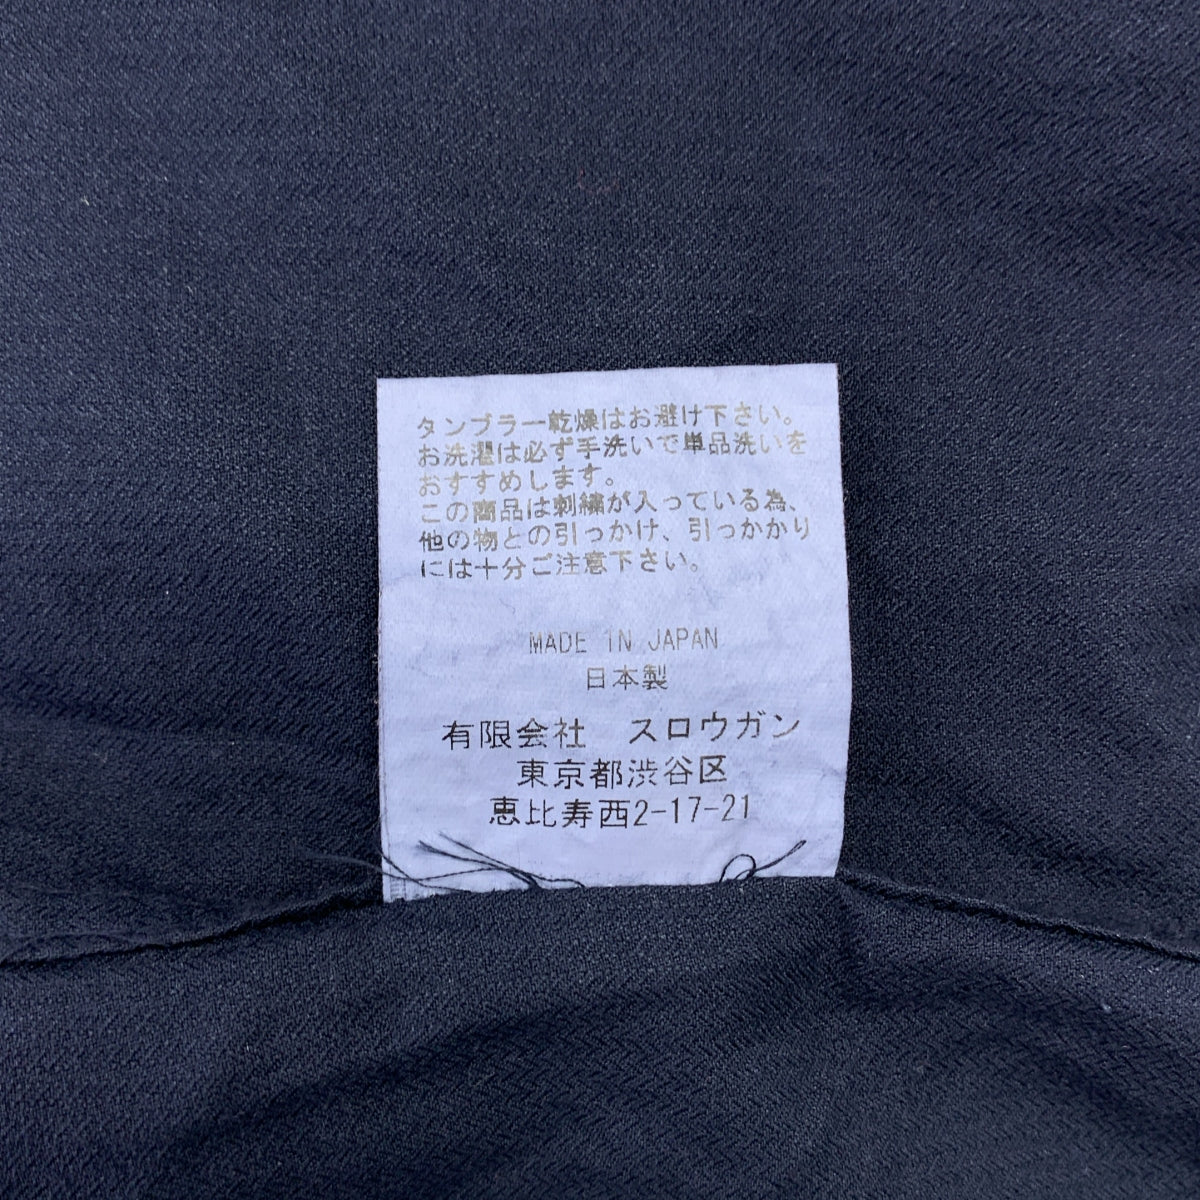 タンブラー乾燥はお避け下さい。
お洗濯は必ず手洗いで単品洗いを
おすすめします。
この商品は刺繍が入っている為、
他の物との引っかけ、引っかかり
には十分ご注意下さい。
MADE IN JAPAN
日本製
有限会社　スロウガン
東京都渋谷区
恵比寿西2-17-21